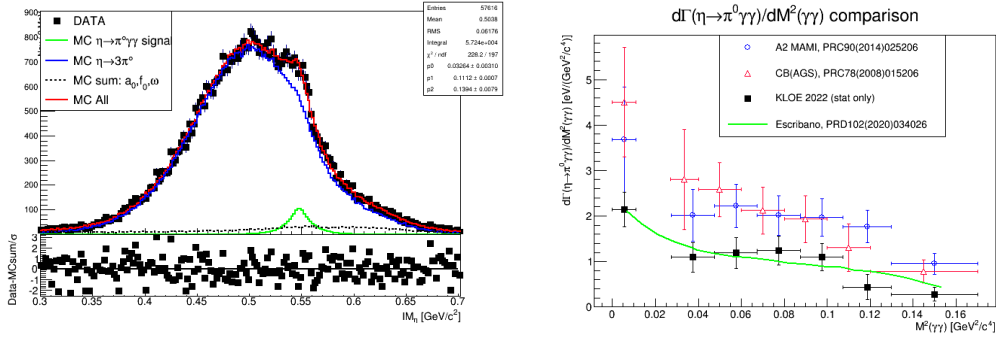 DATA
MC η→π°γγ signal
MC η→3π°
MC sum: a₀,f₀,ω
MC All
Entries 57616
Mean 0.5038
RMS 0.06176
Integral 5.724e+004
χ² / ndf 226.2 / 197
p0 0.03264 ± 0.00310
p1 0.1112 ± 0.0007
p2 0.1394 ± 0.0079
900
800
700
600
500
400
300
200
100
Data-MCsum/σ
3
2
1
0
-1
-2
0.3 0.35 0.4 0.45 0.5 0.55 0.6 0.65 0.7
IMη [GeV/c²]
dΓ(η→π⁰γγ)/dM²(γγ) comparison
dΓ(η→π⁰γγ)/dM²(γγ) [eV/(GeV²/c⁴)]
A2 MAMI, PRC90(2014)025206
CB(AGS), PRC78(2008)015206
KLOE 2022 (stat only)
Escribano, PRD102(2020)034026
6
5
4
3
2
1
0
0 0.02 0.04 0.06 0.08 0.1 0.12 0.14 0.16
M²(γγ) [GeV²/c⁴]